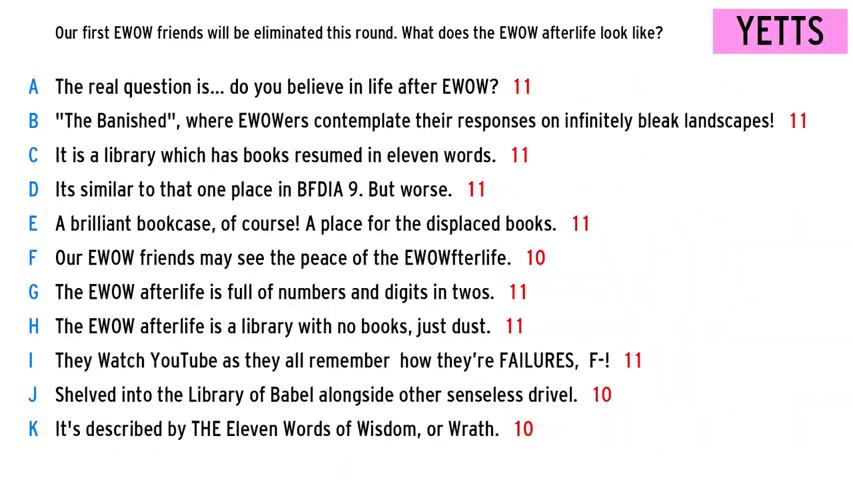 Our first EWOW friends will be eliminated this round. What does the EWOW afterlife look like?
YETTS
A The real question is... do you believe in life after EWOW? 11
B "The Banished", where EWOWers contemplate their responses on infinitely bleak landscapes! 11
C It is a library which has books resumed in eleven words. 11
D Its similar to that one place in BFDIA 9. But worse. 11
E A brilliant bookcase, of course! A place for the displaced books. 11
F Our EWOW friends may see the peace of the EWOWfterlife. 10
G The EWOW afterlife is full of numbers and digits in twos. 11
H The EWOW afterlife is a library with no books, just dust. 11
I They Watch YouTube as they all remember  how they're FAILURES,  F-! 11
J Shelved into the Library of Babel alongside other senseless drivel. 10
K It's described by THE Eleven Words of Wisdom, or Wrath. 10